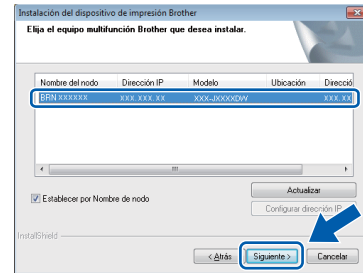 Instalación del dispositivo de impresión Brother
Elija el equipo multifunción Brother que desea instalar.
Nombre del nodo Dirección IP Modelo Ubicación Direcció
BRN XXXXXX XXX.XXX.XX XXX-JXXXXDW XXX.XX
Establecer por Nombre de nodo
Actualizar
Configurar dirección IP
InstallShield
< Atrás Siguiente > Cancelar